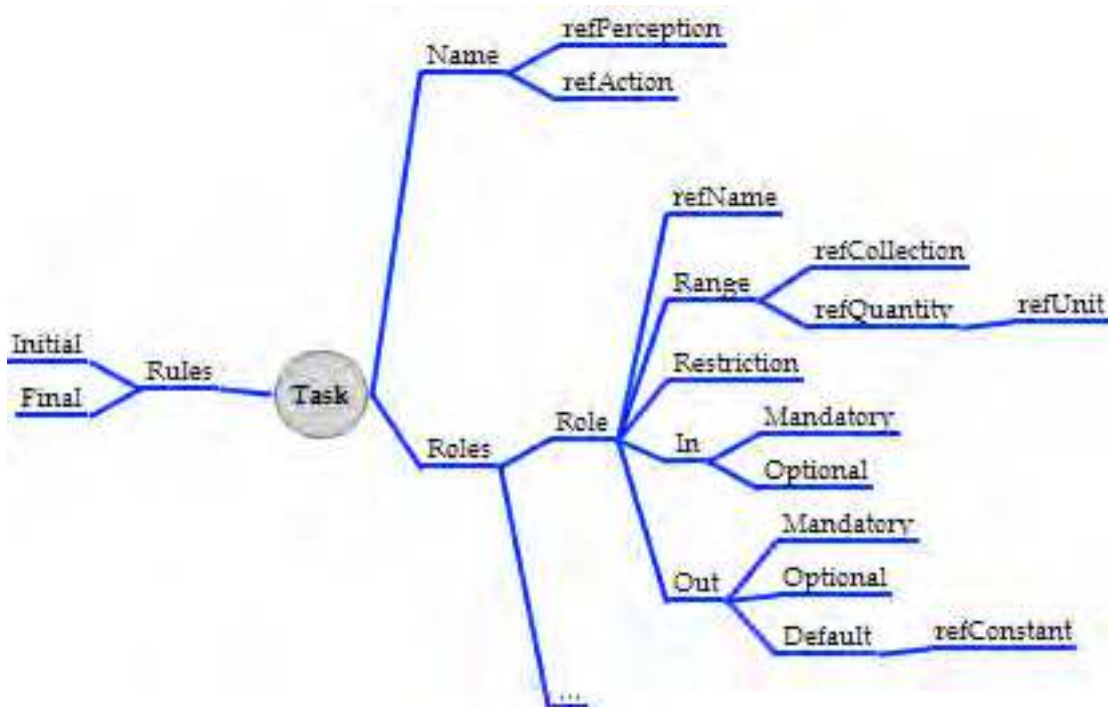 refPerception
Name
refAction
refName
refCollection
Range
refQuantity
refUnit
Initial
Rules
Final
Task
Restriction
Role
Roles
Mandatory
In
Optional
Mandatory
Out
Optional
Default
refConstant
...